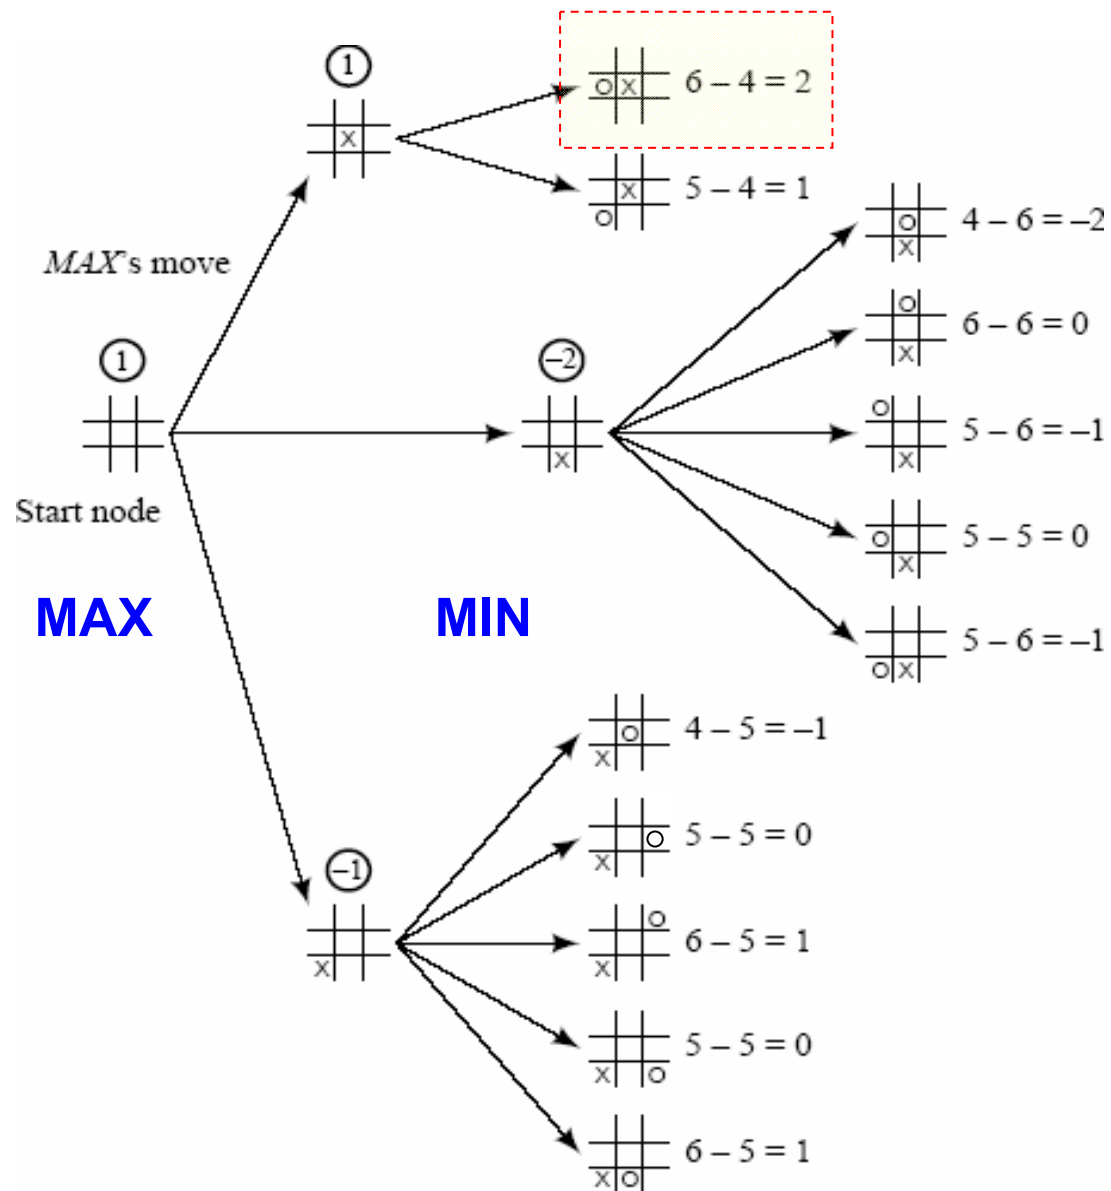 1
x
o x 6 – 4 = 2
x
o 5 – 4 = 1
MAX's move
o
x 4 – 6 = –2
o
x 6 – 6 = 0
1
–2
x
o
x 5 – 6 = –1
Start node
o
x 5 – 5 = 0
MAX MIN
o x 5 – 6 = –1
o
x 4 – 5 = –1
o
x 5 – 5 = 0
–1
x
o
x 6 – 5 = 1
x o 5 – 5 = 0
x o 6 – 5 = 1